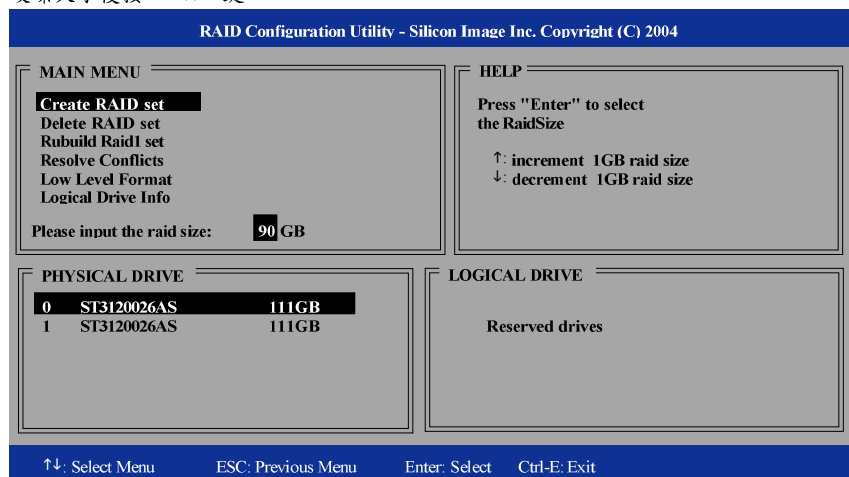 RAID Configuration Utility - Silicon Image Inc. Copyright (C) 2004
MAIN MENU
Create RAID set
Delete RAID set
Rubuild Raid1 set
Resolve Conflicts
Low Level Format
Logical Drive Info
Please input the raid size: 90 GB
HELP
Press "Enter" to select
the RaidSize
↑: increment 1GB raid size
↓: decrement 1GB raid size
PHYSICAL DRIVE
0 ST3120026AS 111GB
1 ST3120026AS 111GB
LOGICAL DRIVE
Reserved drives
↑↓: Select Menu ESC: Previous Menu Enter: Select Ctrl-E: Exit